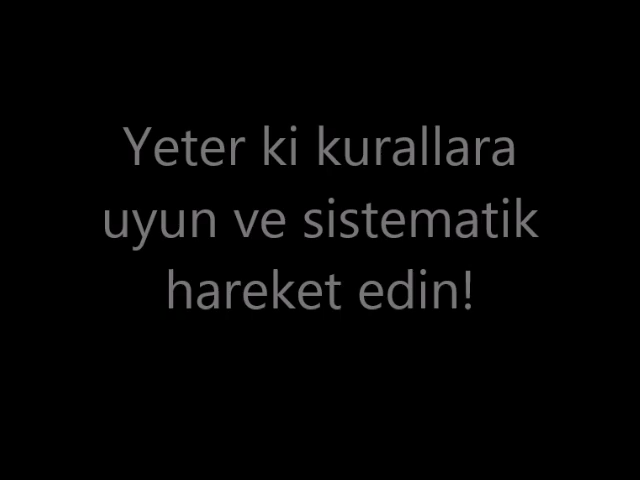 Yeter ki kurallara
uyun ve sistematik
hareket edin!